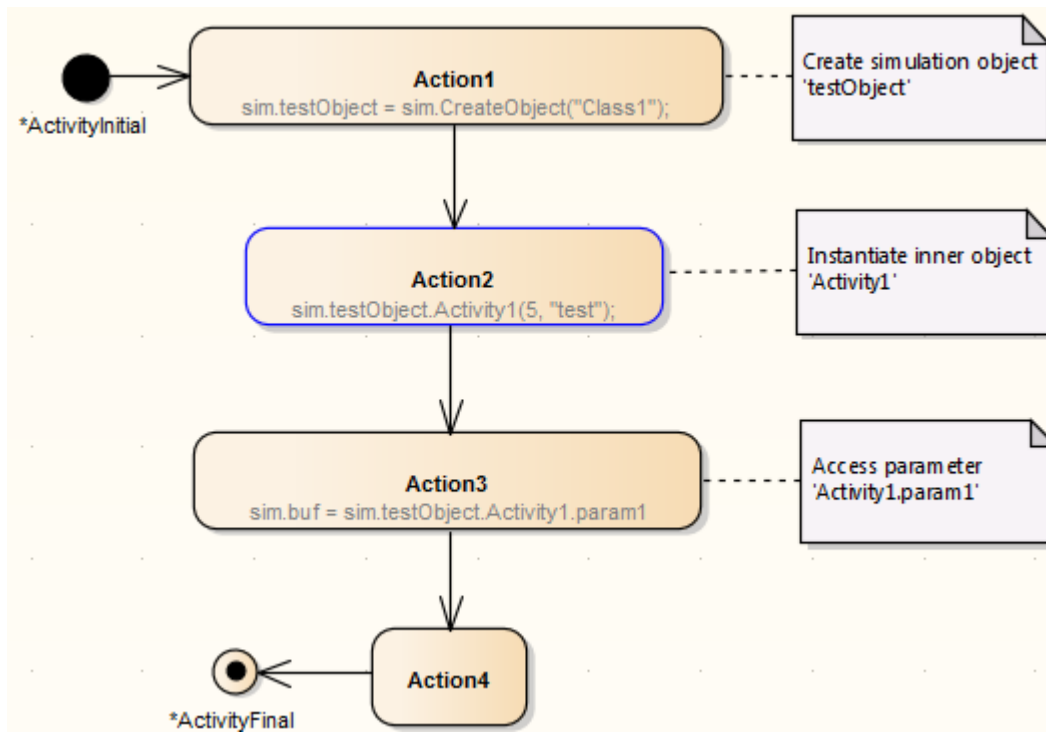 Action1
sim.testObject = sim.CreateObject("Class1");
Create simulation object
'testObject'
*ActivityInitial
Action2
sim.testObject.Activity1(5, "test");
Instantiate inner object
'Activity1'
Action3
sim.buf = sim.testObject.Activity1.param1
Access parameter
'Activity1.param1'
Action4
*ActivityFinal